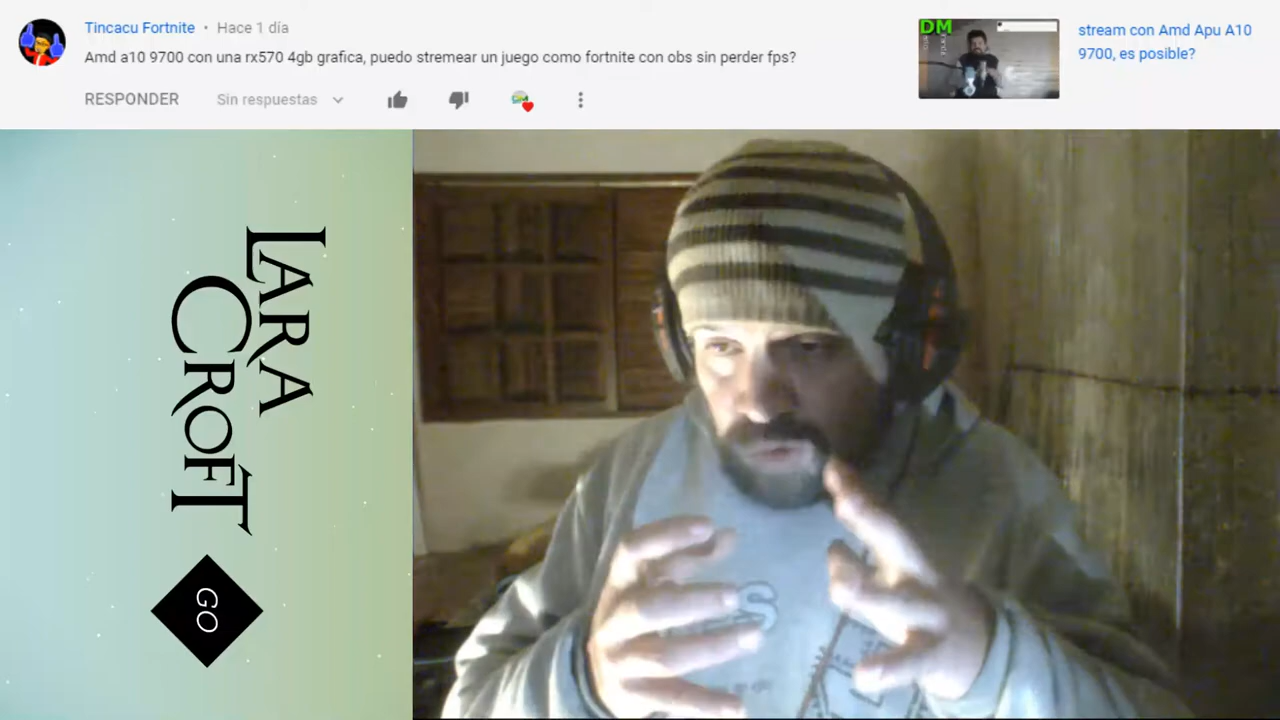 Tincacu Fortnite • Hace 1 día
Amd a10 9700 con una rx570 4gb grafica, puedo stremear un juego como fortnite con obs sin perder fps?
RESPONDER Sin respuestas
DM
stream con Amd Apu A10
9700, es posible?
LARA
CROFT
GO
S